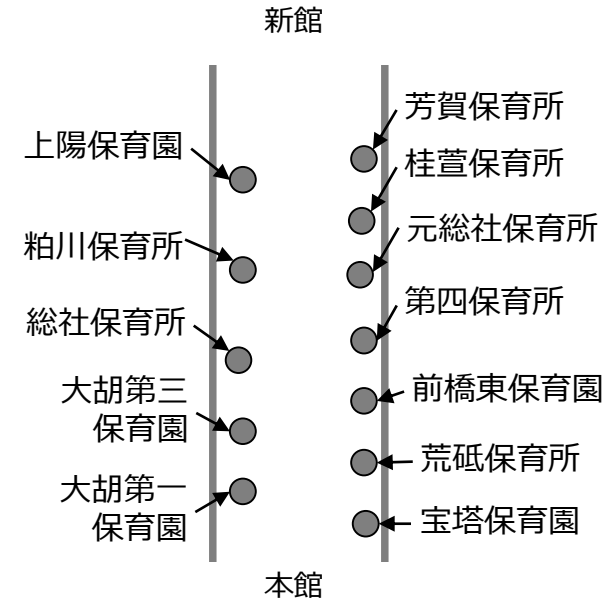 新館
上陽保育園
粕川保育所
総社保育所
大胡第三
保育園
大胡第一
保育園
芳賀保育所
桂萱保育所
元総社保育所
第四保育所
前橋東保育園
荒砥保育所
宝塔保育園
本館